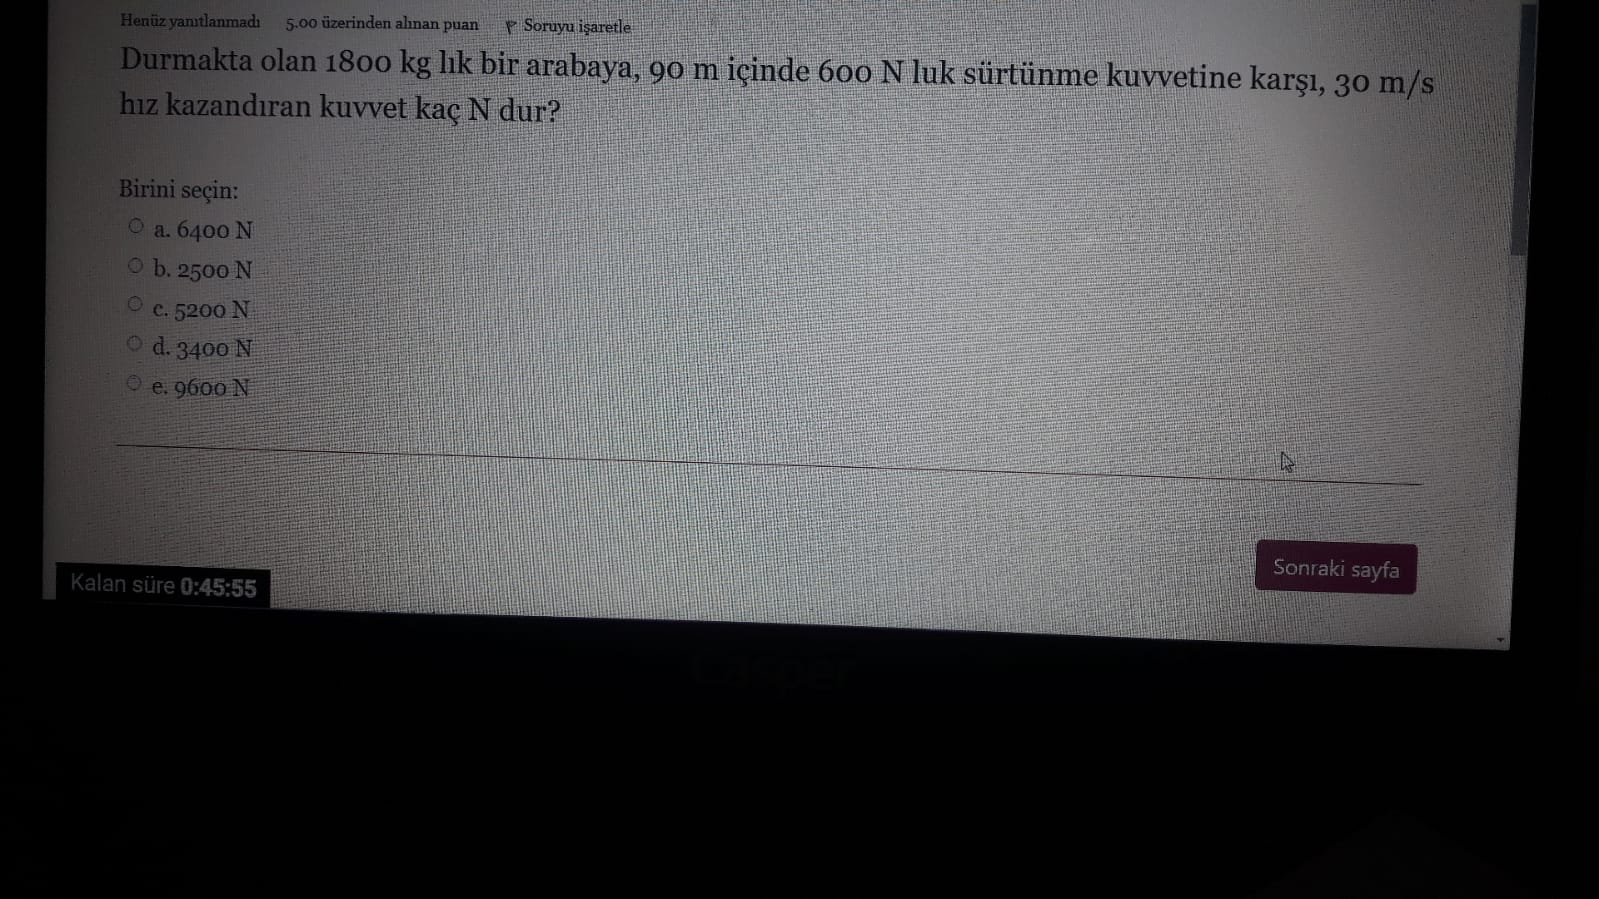 Henüz yanıtlanmadı 5.00 üzerinden alınan puan Soruyu işaretle
Durmakta olan 1800 kg lık bir arabaya, 90 m içinde 600 N luk sürtünme kuvvetine karşı, 30 m/s
hız kazandıran kuvvet kaç N dur?
Birini seçin:
a. 6400 N
b. 2500 N
c. 5200 N
d. 3400 N
e. 9600 N
Sonraki sayfa
Kalan süre 0:45:55
Casper